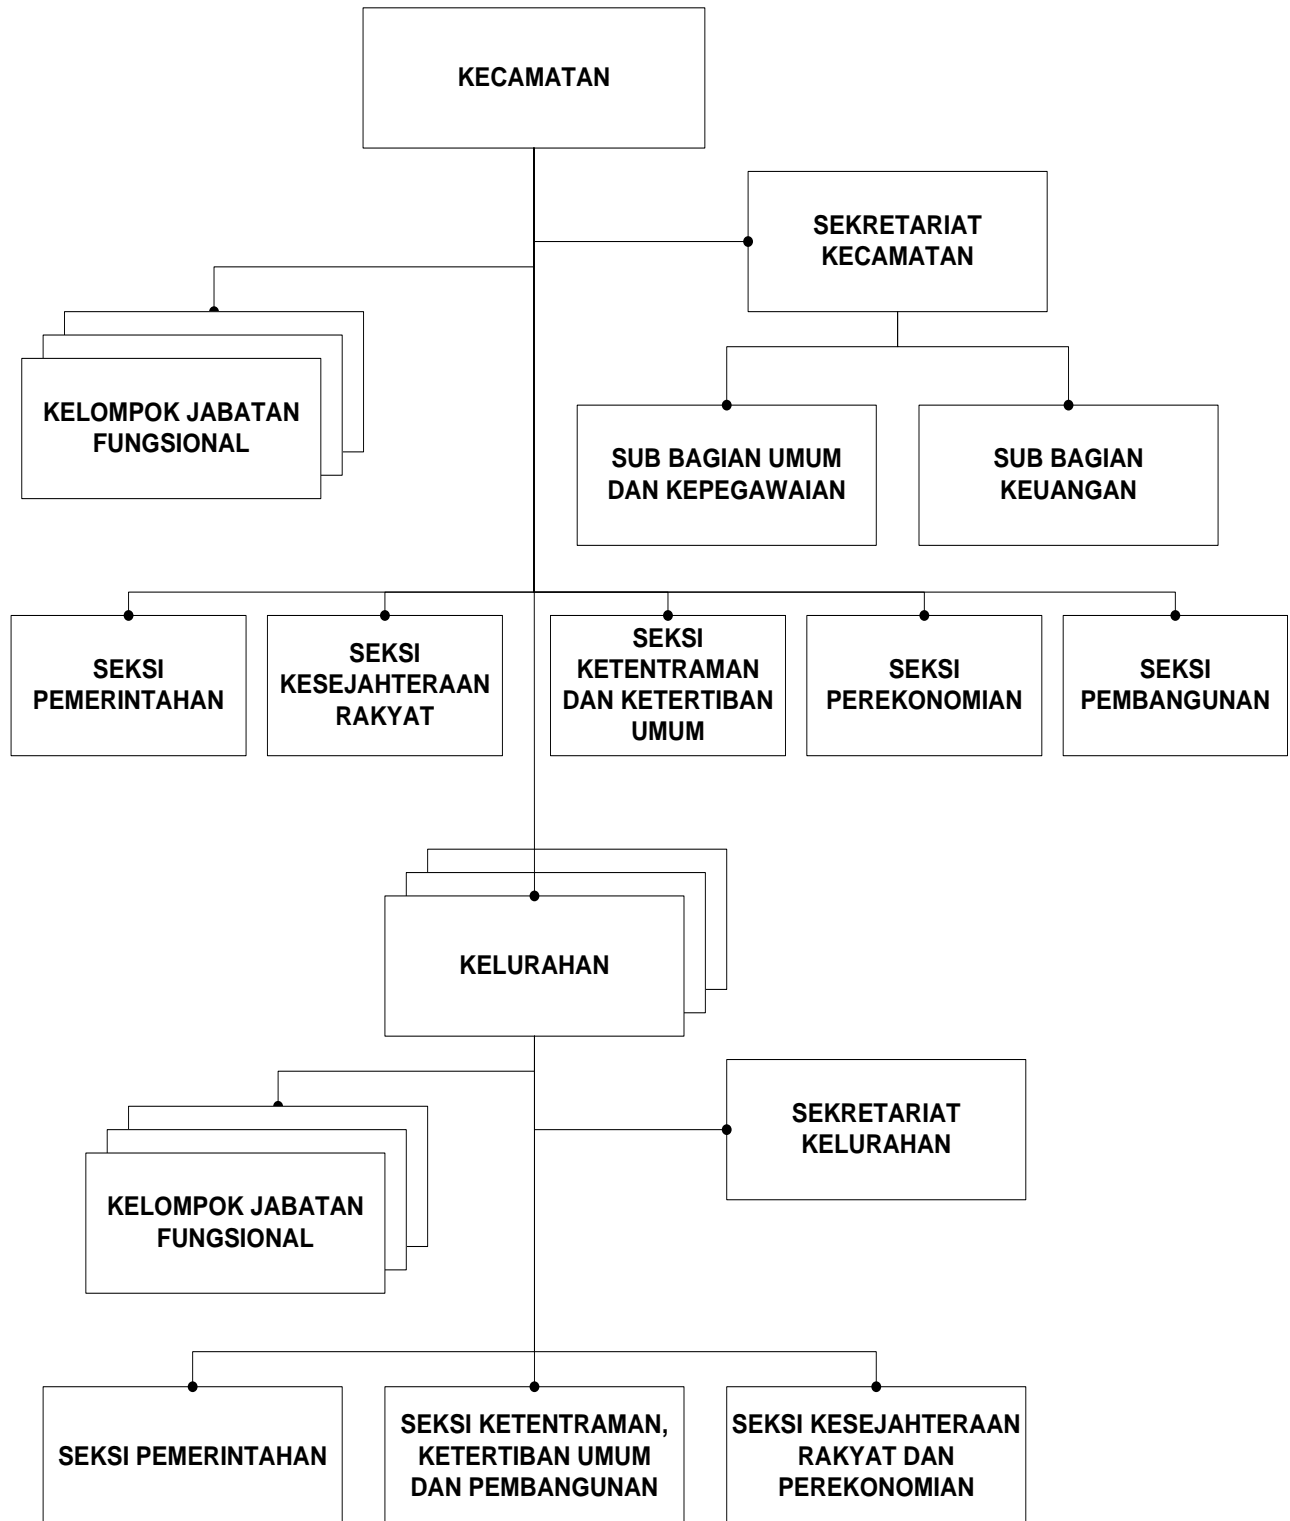 KECAMATAN
SEKRETARIAT
KECAMATAN
KELOMPOK JABATAN
FUNGSIONAL
SUB BAGIAN UMUM
DAN KEPEGAWAIAN
SUB BAGIAN
KEUANGAN
SEKSI
PEMERINTAHAN
SEKSI
KESEJAHTERAAN
RAKYAT
SEKSI
KETENTRAMAN
DAN KETERTIBAN
UMUM
SEKSI
PEREKONOMIAN
SEKSI
PEMBANGUNAN
KELURAHAN
SEKRETARIAT
KELURAHAN
KELOMPOK JABATAN
FUNGSIONAL
SEKSI PEMERINTAHAN
SEKSI KETENTRAMAN,
KETERTIBAN UMUM
DAN PEMBANGUNAN
SEKSI KESEJAHTERAAN
RAKYAT DAN
PEREKONOMIAN